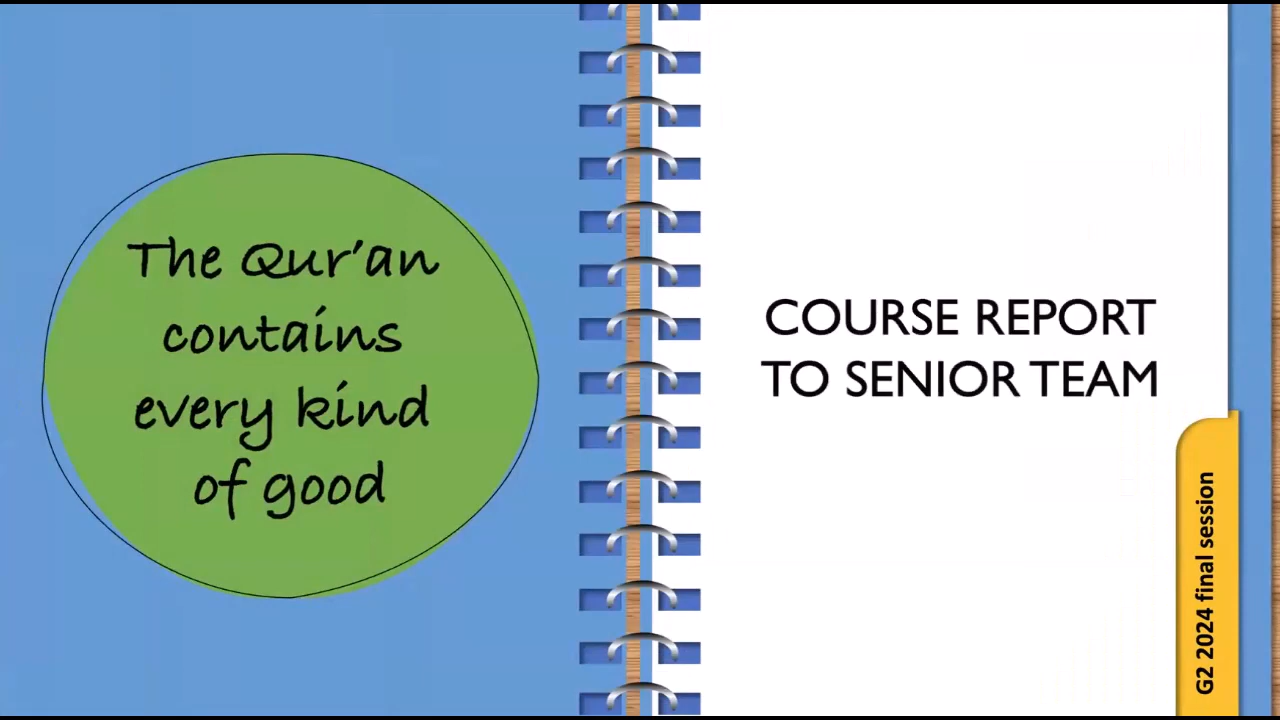 The Qur'an
contains
every kind
of good
COURSE REPORT
TO SENIOR TEAM
G2 2024 final session